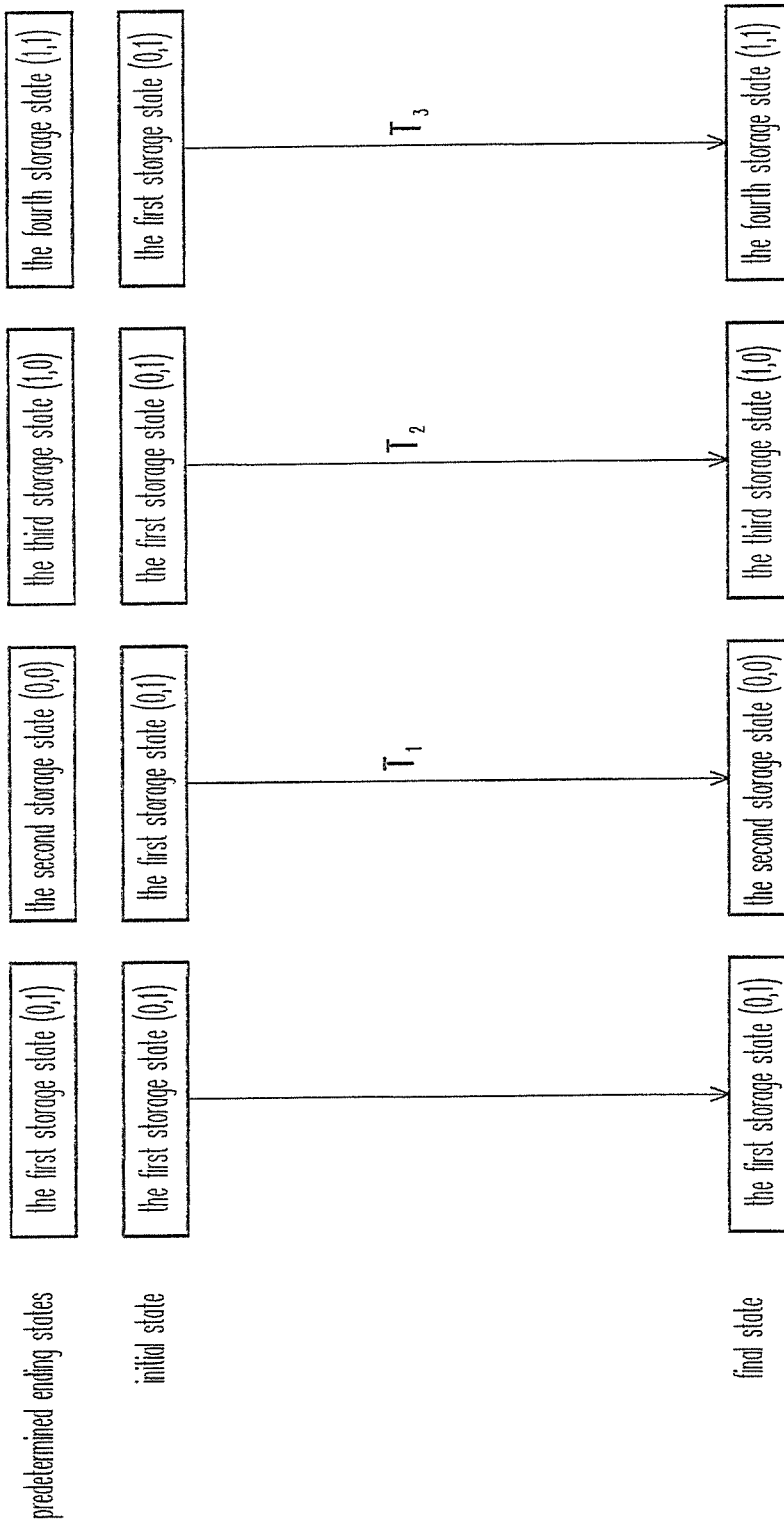 predetermined ending states
the first storage state (0,1)
the second storage state (0,0)
the third storage state (1,0)
the fourth storage state (1,1)
initial state
the first storage state (0,1)
the first storage state (0,1)
the first storage state (0,1)
the first storage state (0,1)
T1
T2
T3
final state
the first storage state (0,1)
the second storage state (0,0)
the third storage state (1,0)
the fourth storage state (1,1)